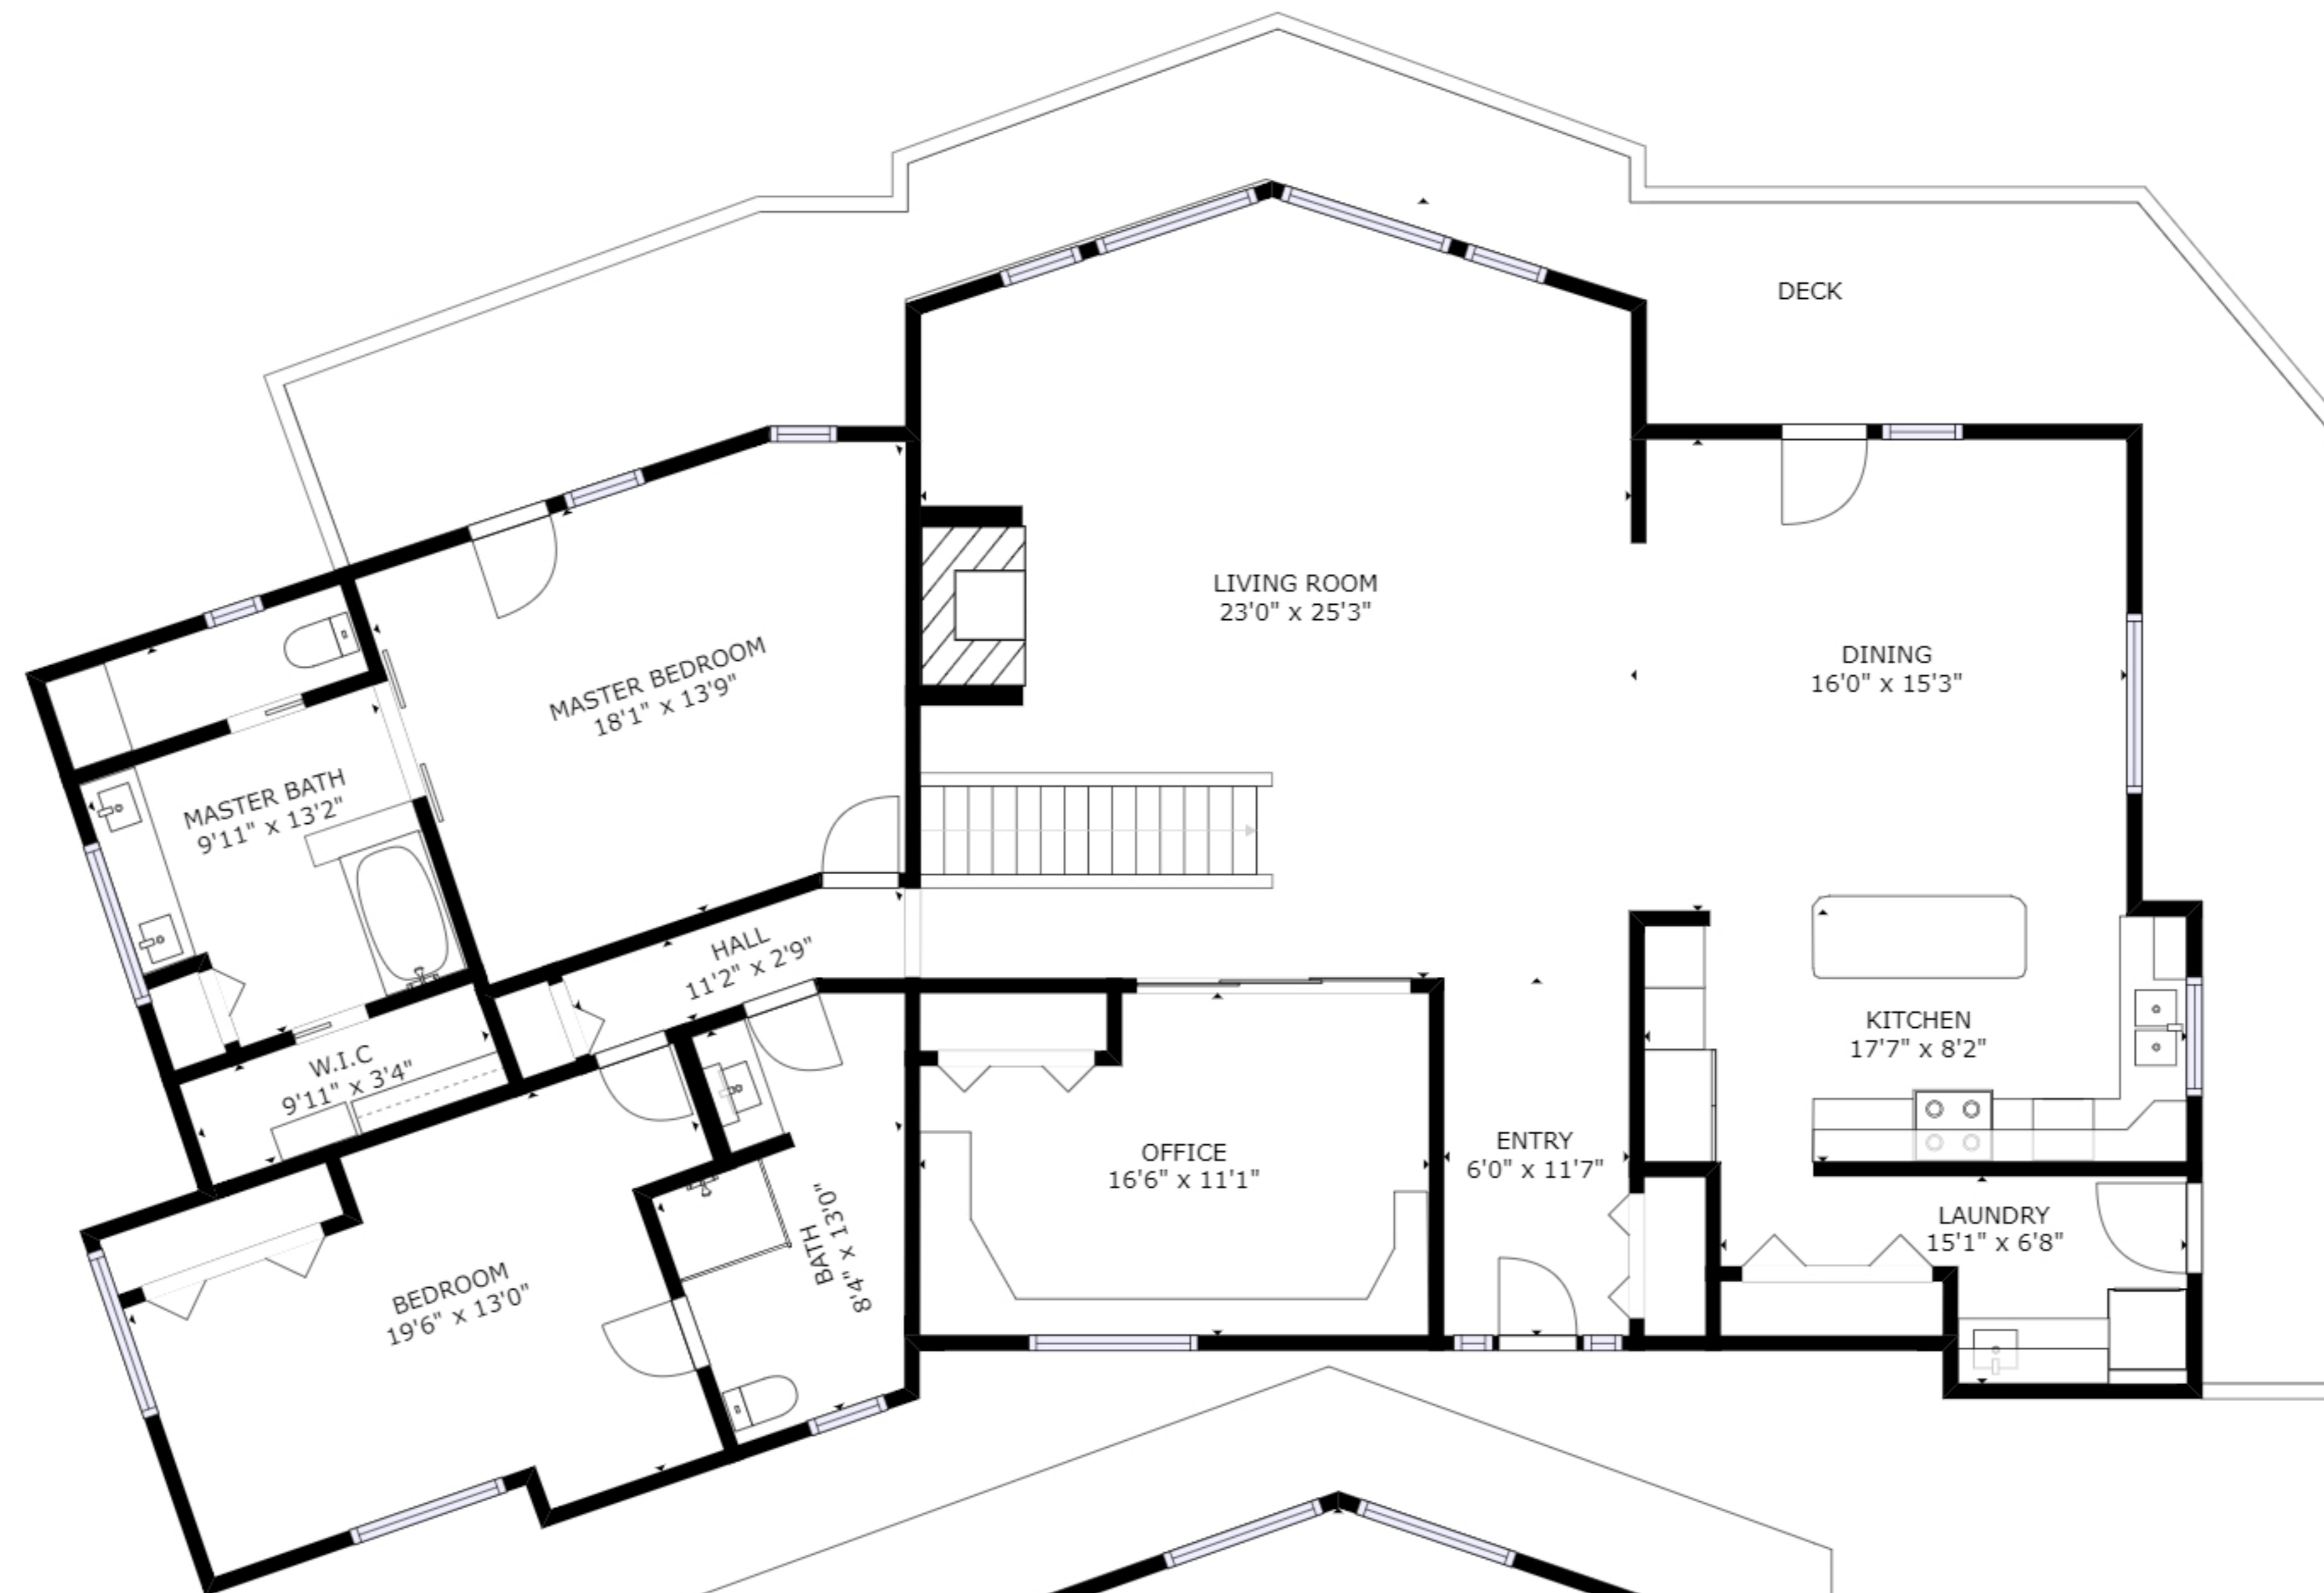 DECK
LIVING ROOM
23'0" x 25'3"
DINING
16'0" x 15'3"
MASTER BEDROOM
18'1" x 13'9"
MASTER BATH
9'11" x 13'2"
HALL
11'2" x 2'9"
W.I.C
9'11" x 3'4"
KITCHEN
17'7" x 8'2"
OFFICE
16'6" x 11'1"
ENTRY
6'0" x 11'7"
LAUNDRY
15'1" x 6'8"
BATH
8'4" x 13'0"
BEDROOM
19'6" x 13'0"